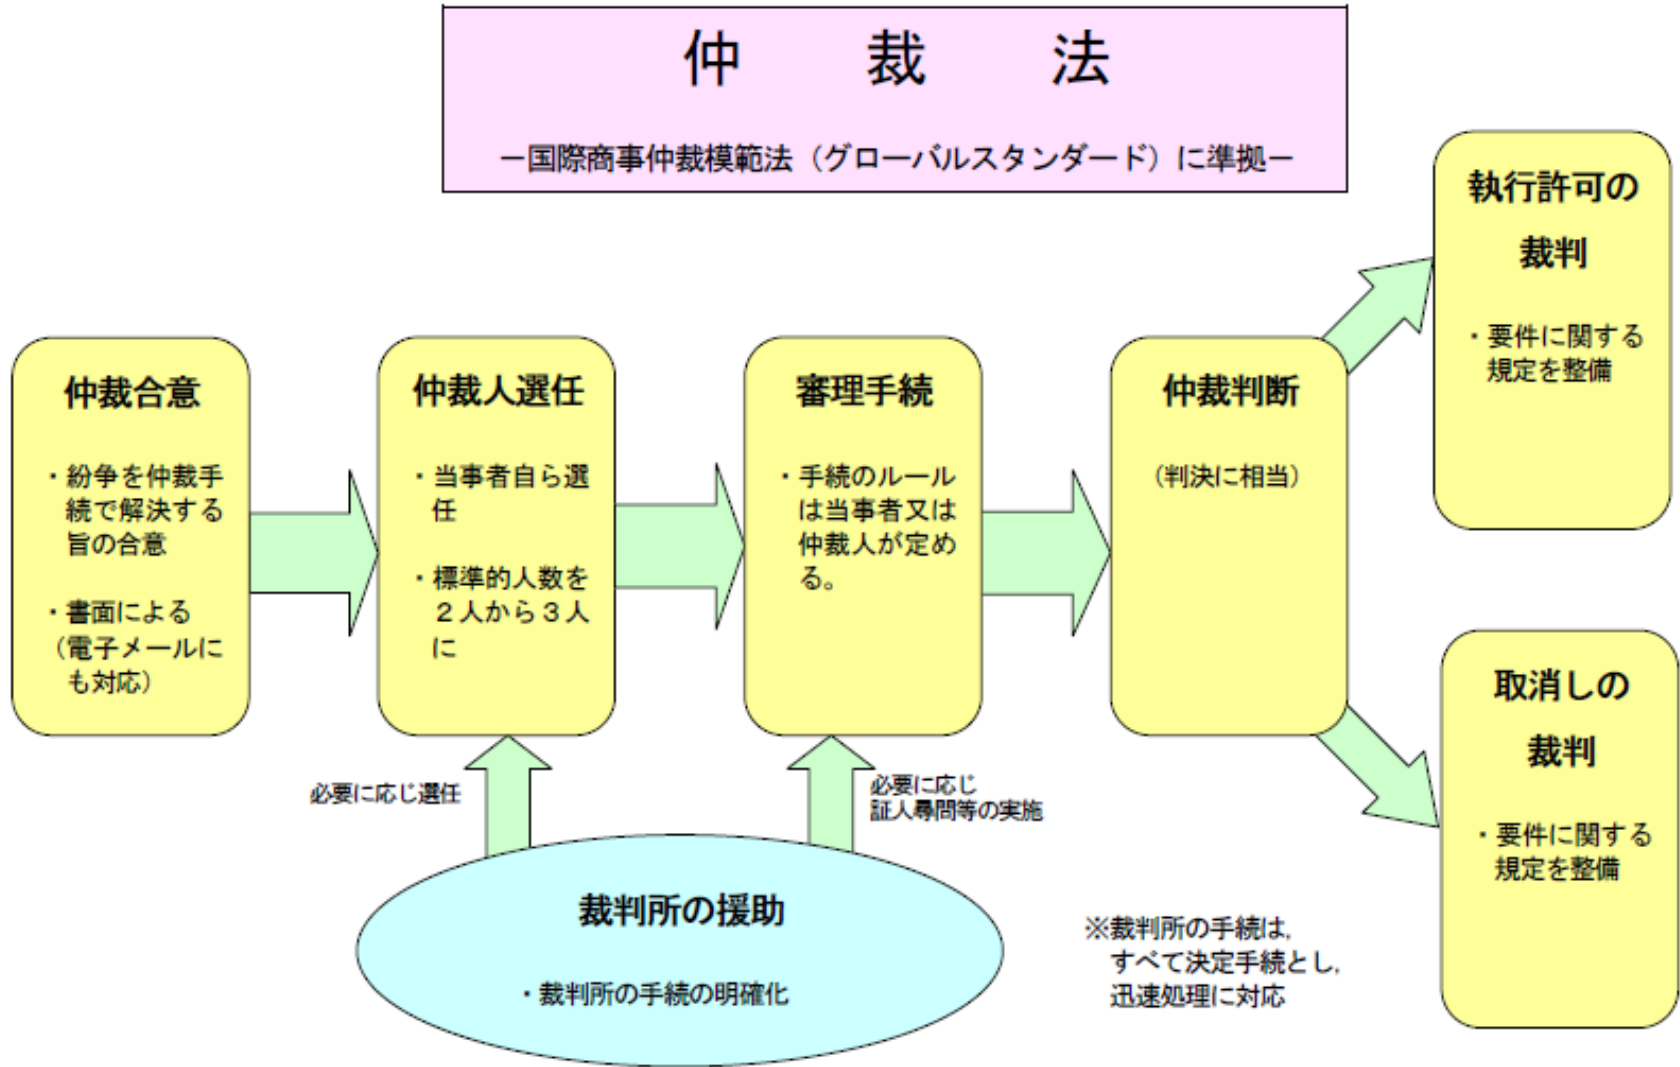 仲裁法
－国際商事仲裁模範法（グローバルスタンダード）に準拠－
仲裁合意
・紛争を仲裁手
続で解決する
旨の合意
・書面による
（電子メールに
も対応）
仲裁人選任
・当事者自ら選
任
・標準的人数を
２人から３人
に
審理手続
・手続のルール
は当事者又は
仲裁人が定め
る。
仲裁判断
（判決に相当）
執行許可の
裁判
・要件に関する
規定を整備
取消しの
裁判
・要件に関する
規定を整備
必要に応じ選任
必要に応じ
証人尋問等の実施
裁判所の援助
・裁判所の手続の明確化
※裁判所の手続は，
すべて決定手続とし，
迅速処理に対応